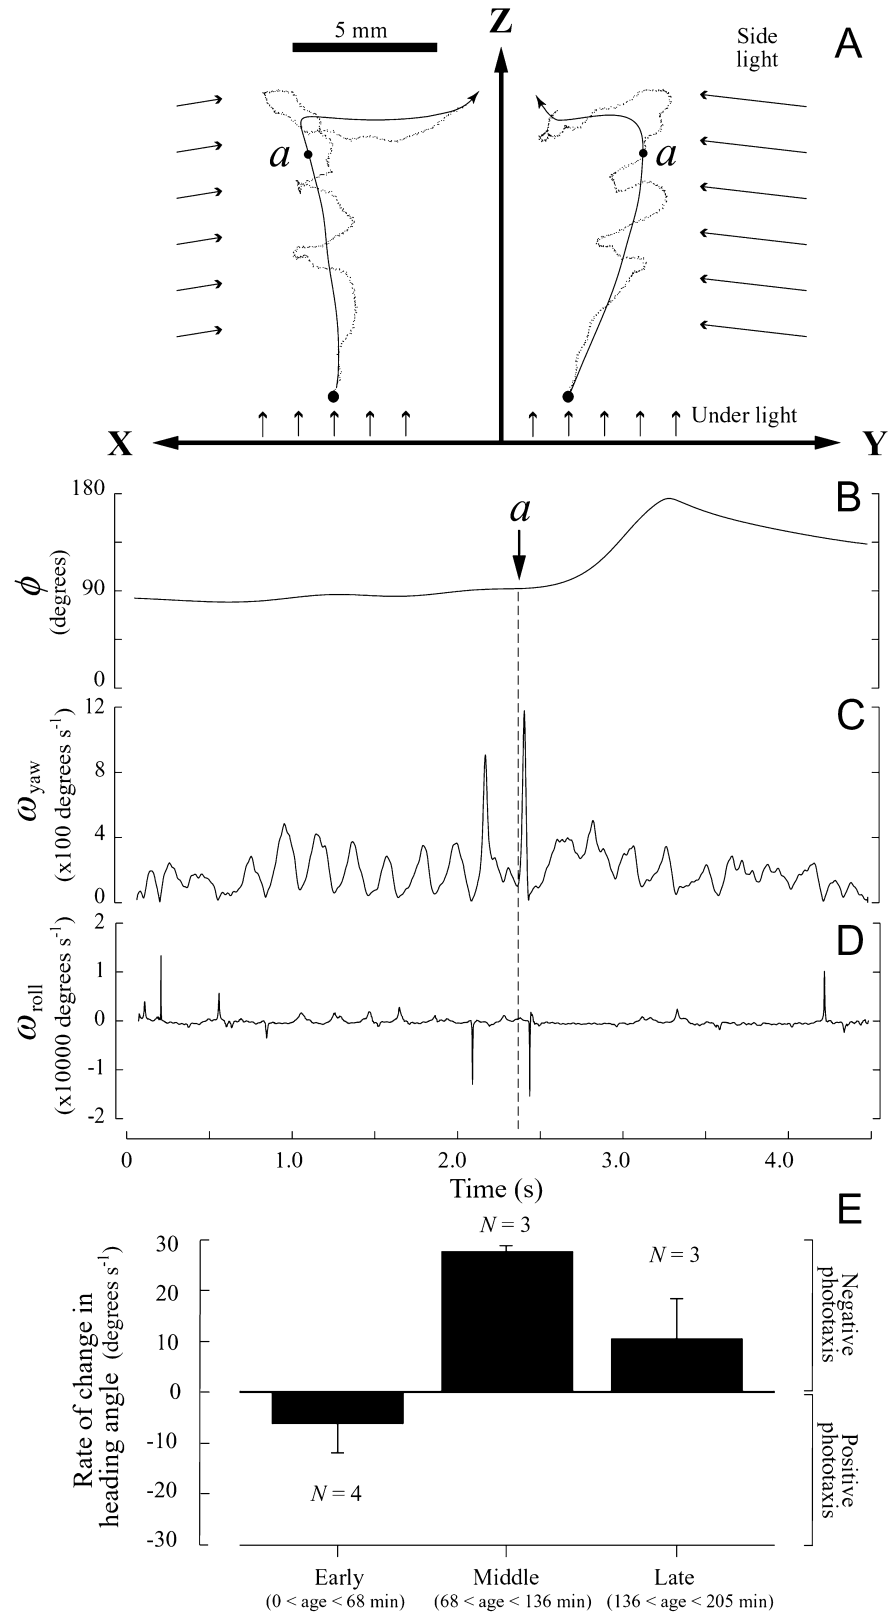 5 mm
Z
Side
light
A
a
a
Under light
X
Y
180
90
0
ϕ
(degrees)
a
B
12
8
4
0
ωyaw
(x100 degrees s-1)
C
2
1
0
-1
-2
ωroll
(x10000 degrees s-1)
D
0
1.0
2.0
3.0
4.0
Time (s)
E
30
20
10
0
-10
-20
-30
Rate of change in
heading angle (degrees s-1)
N = 4
N = 3
N = 3
Negative
phototaxis
Positive
phototaxis
Early
(0 < age < 68 min)
Middle
(68 < age < 136 min)
Late
(136 < age < 205 min)